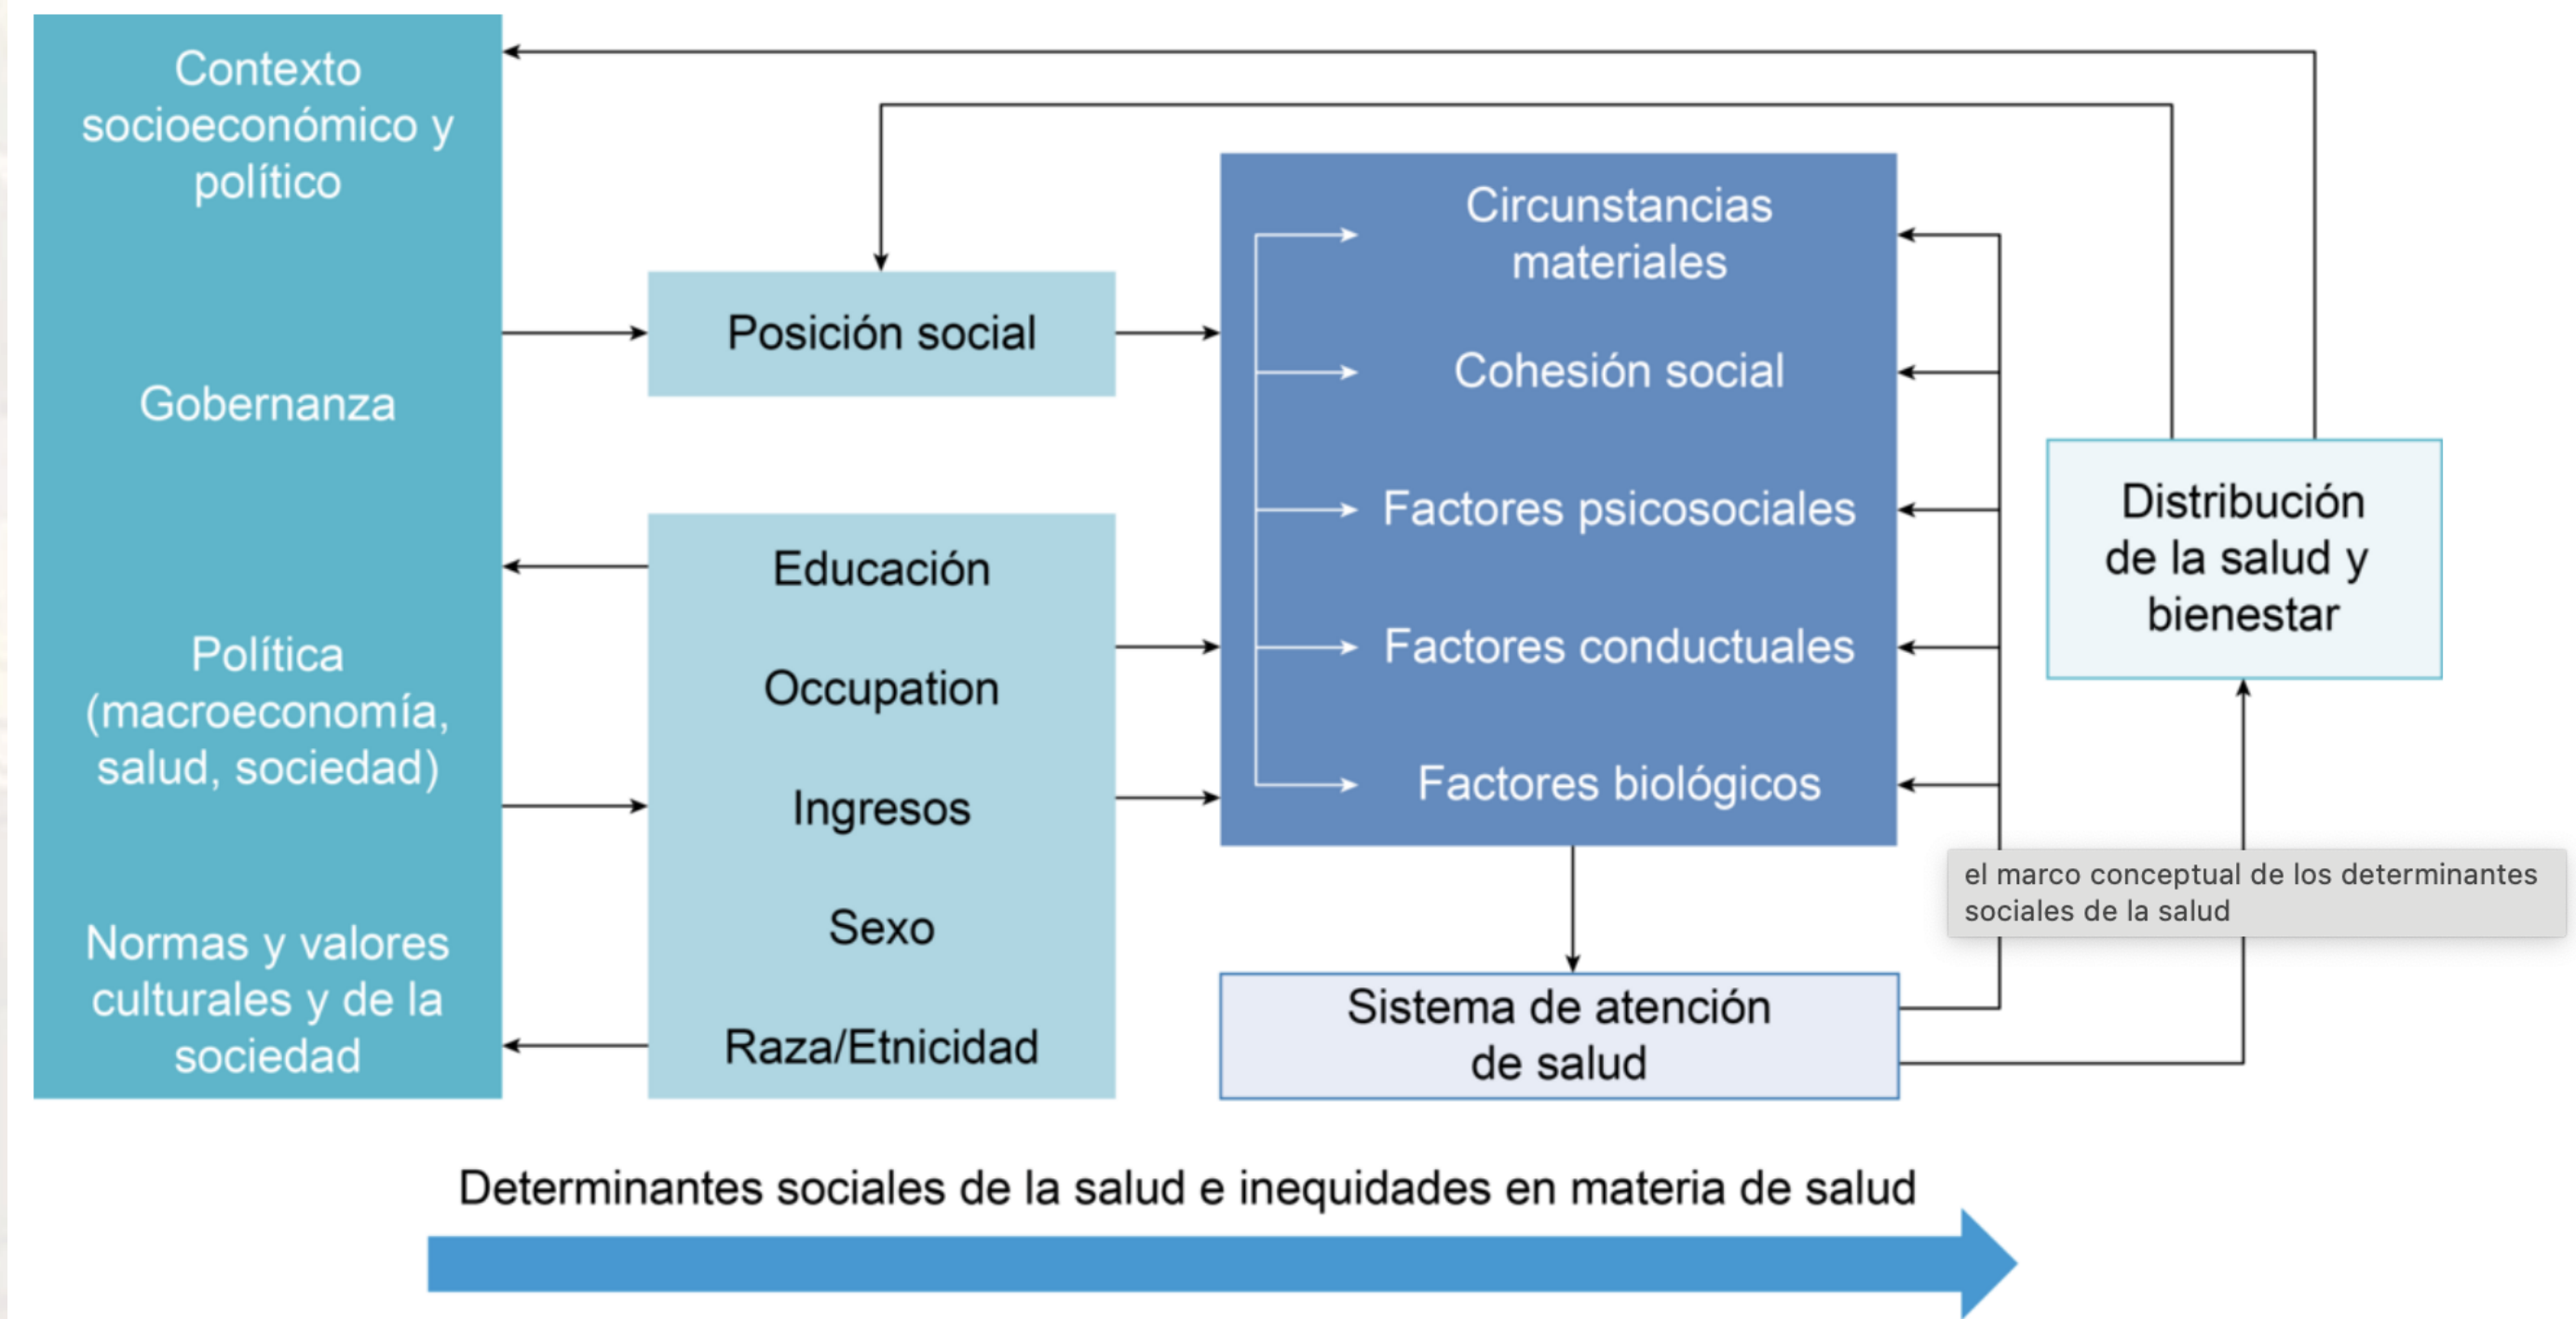 Contexto
socioeconómico y
político
Gobernanza
Política
(macroeconomía,
salud, sociedad)
Normas y valores
culturales y de la
sociedad
Posición social
Educación
Occupation
Ingresos
Sexo
Raza/Etnicidad
Circunstancias
materiales
Cohesión social
Factores psicosociales
Factores conductuales
Factores biológicos
Sistema de atención
de salud
Distribución
de la salud y
bienestar
el marco conceptual de los determinantes
sociales de la salud
Determinantes sociales de la salud e inequidades en materia de salud